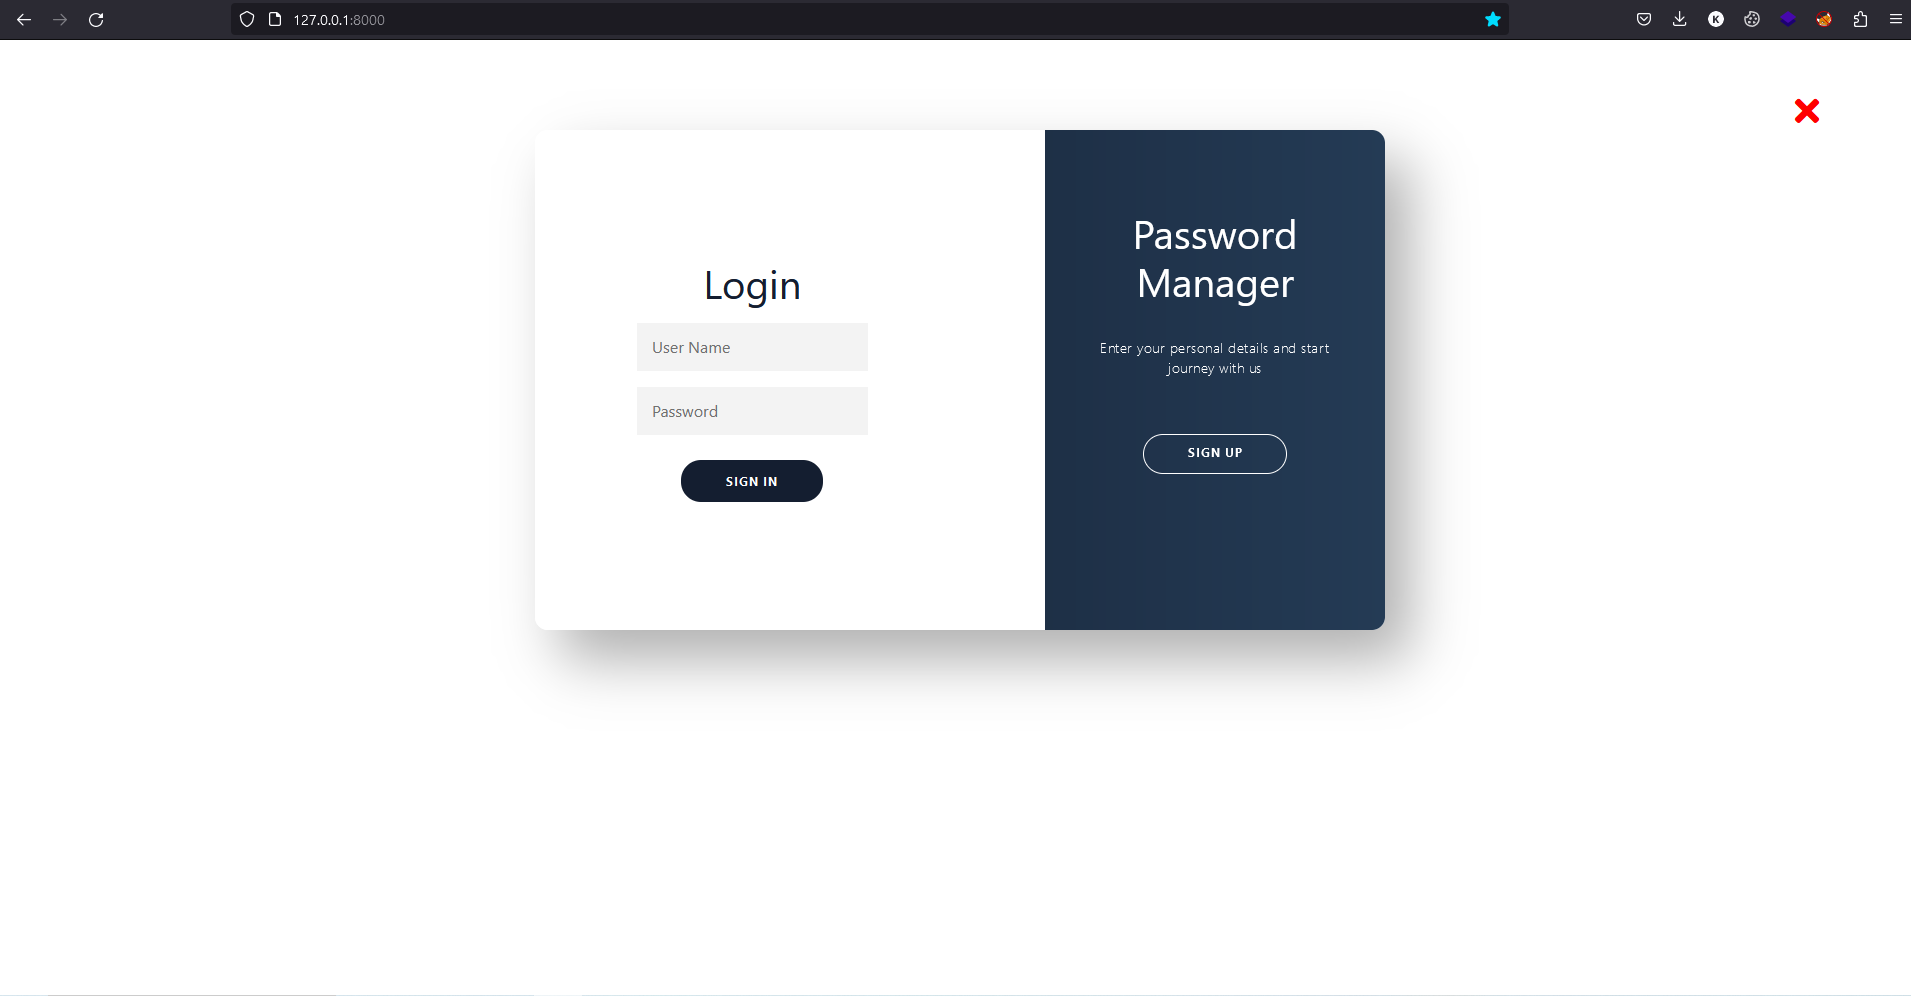 127.0.0.1:8000
K
Login
User Name
Password
SIGN IN
Password
Manager
Enter your personal details and start
journey with us
SIGN UP